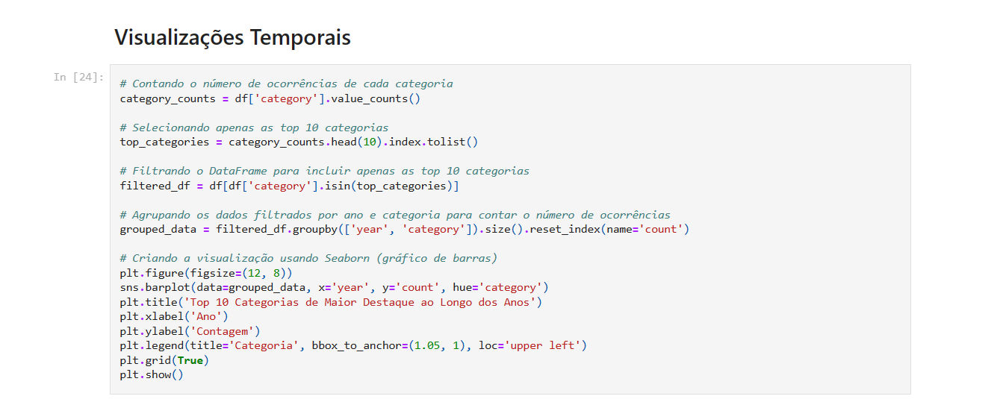 Visualizações Temporais
In [24]:
# Contando o número de ocorrências de cada categoria
category_counts = df['category'].value_counts()
# Selecionando apenas as top 10 categorias
top_categories = category_counts.head(10).index.tolist()
# Filtrando o DataFrame para incluir apenas as top 10 categorias
filtered_df = df[df['category'].isin(top_categories)]
# Agrupando os dados filtrados por ano e categoria para contar o número de ocorrências
grouped_data = filtered_df.groupby(['year', 'category']).size().reset_index(name='count')
# Criando a visualização usando Seaborn (gráfico de barras)
plt.figure(figsize=(12, 8))
sns.barplot(data=grouped_data, x='year', y='count', hue='category')
plt.title('Top 10 Categorias de Maior Destaque ao Longo dos Anos')
plt.xlabel('Ano')
plt.ylabel('Contagem')
plt.legend(title='Categoria', bbox_to_anchor=(1.05, 1), loc='upper left')
plt.grid(True)
plt.show()